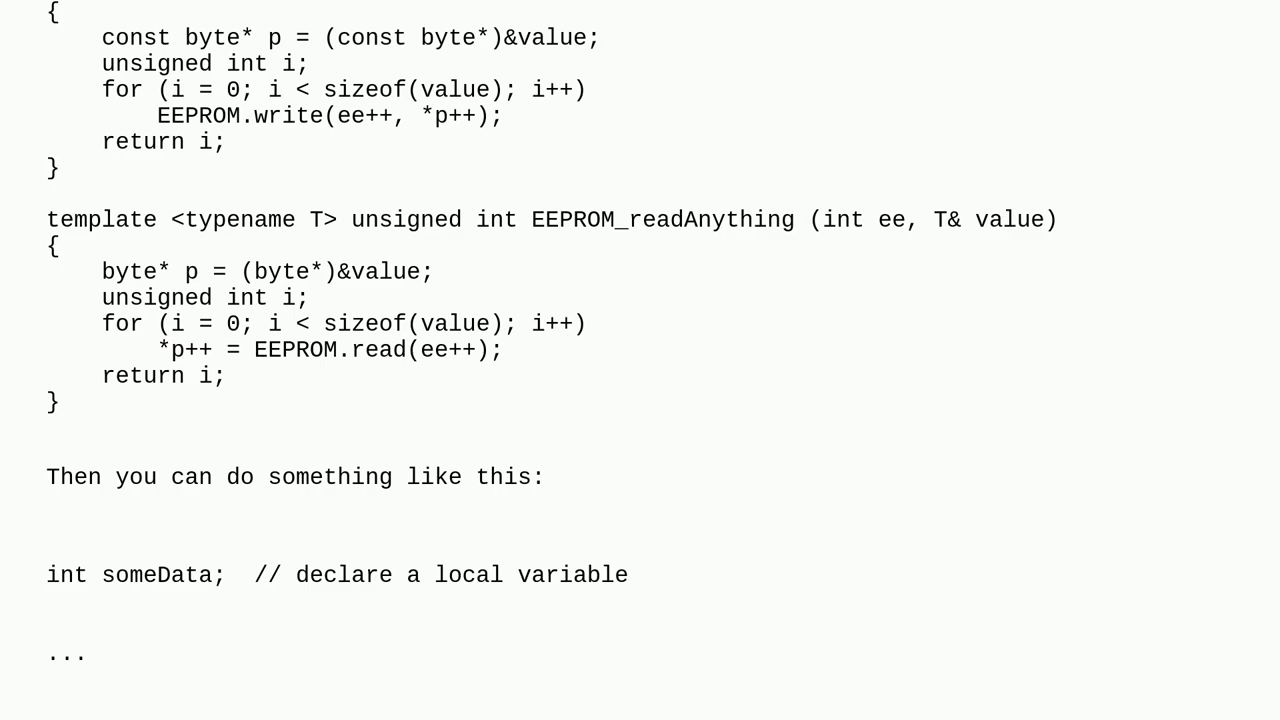 {
    const byte* p = (const byte*)&value;
    unsigned int i;
    for (i = 0; i < sizeof(value); i++)
        EEPROM.write(ee++, *p++);
    return i;
}
template <typename T> unsigned int EEPROM_readAnything (int ee, T& value)
{
    byte* p = (byte*)&value;
    unsigned int i;
    for (i = 0; i < sizeof(value); i++)
        *p++ = EEPROM.read(ee++);
    return i;
}
Then you can do something like this:
int someData;  // declare a local variable
...